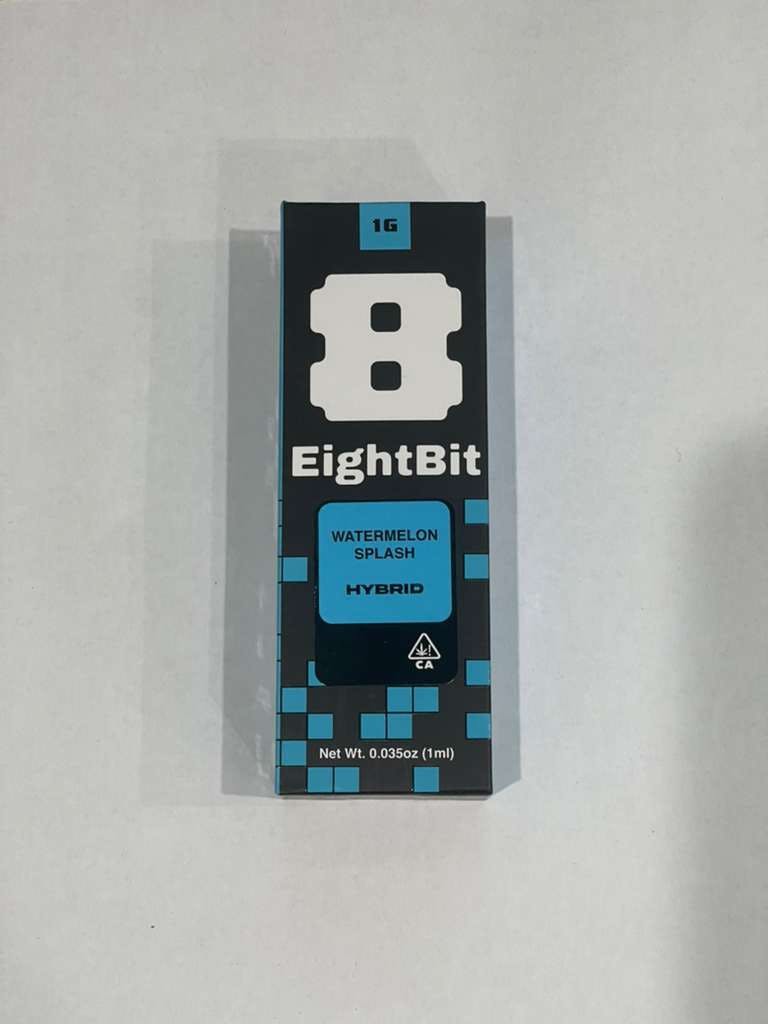 1G
8
EightBit
WATERMELON
SPLASH
HYBRID
CA
Net Wt. 0.035oz (1ml)